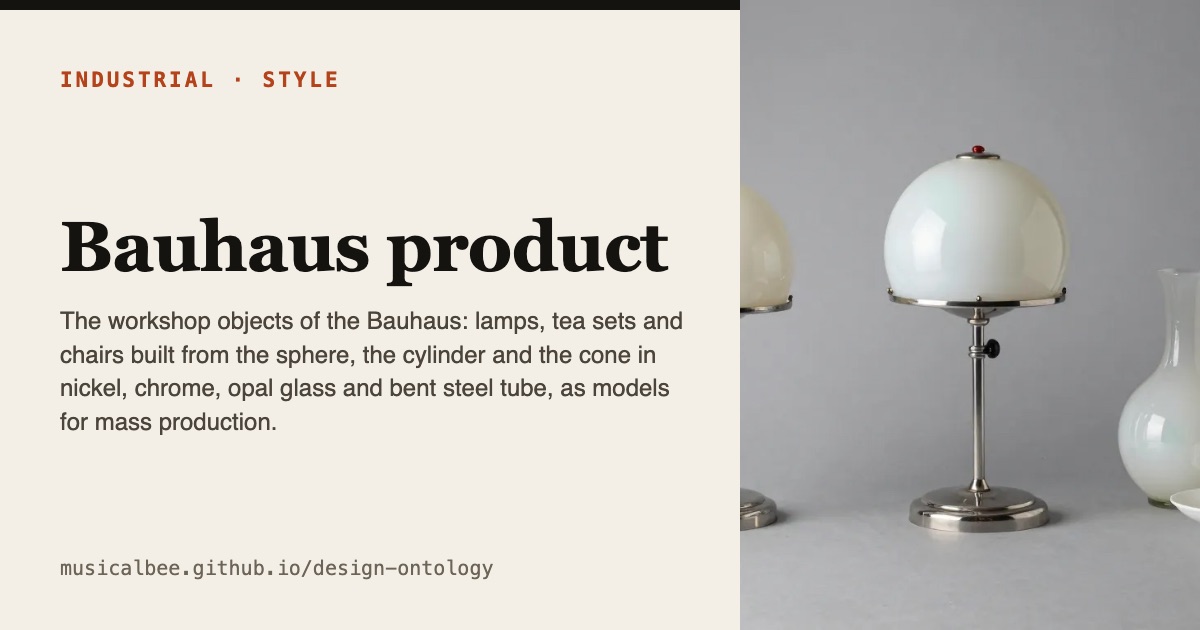 INDUSTRIAL · STYLE
Bauhaus product
The workshop objects of the Bauhaus: lamps, tea sets and
chairs built from the sphere, the cylinder and the cone in
nickel, chrome, opal glass and bent steel tube, as models
for mass production.
musicalbee.github.io/design-ontology